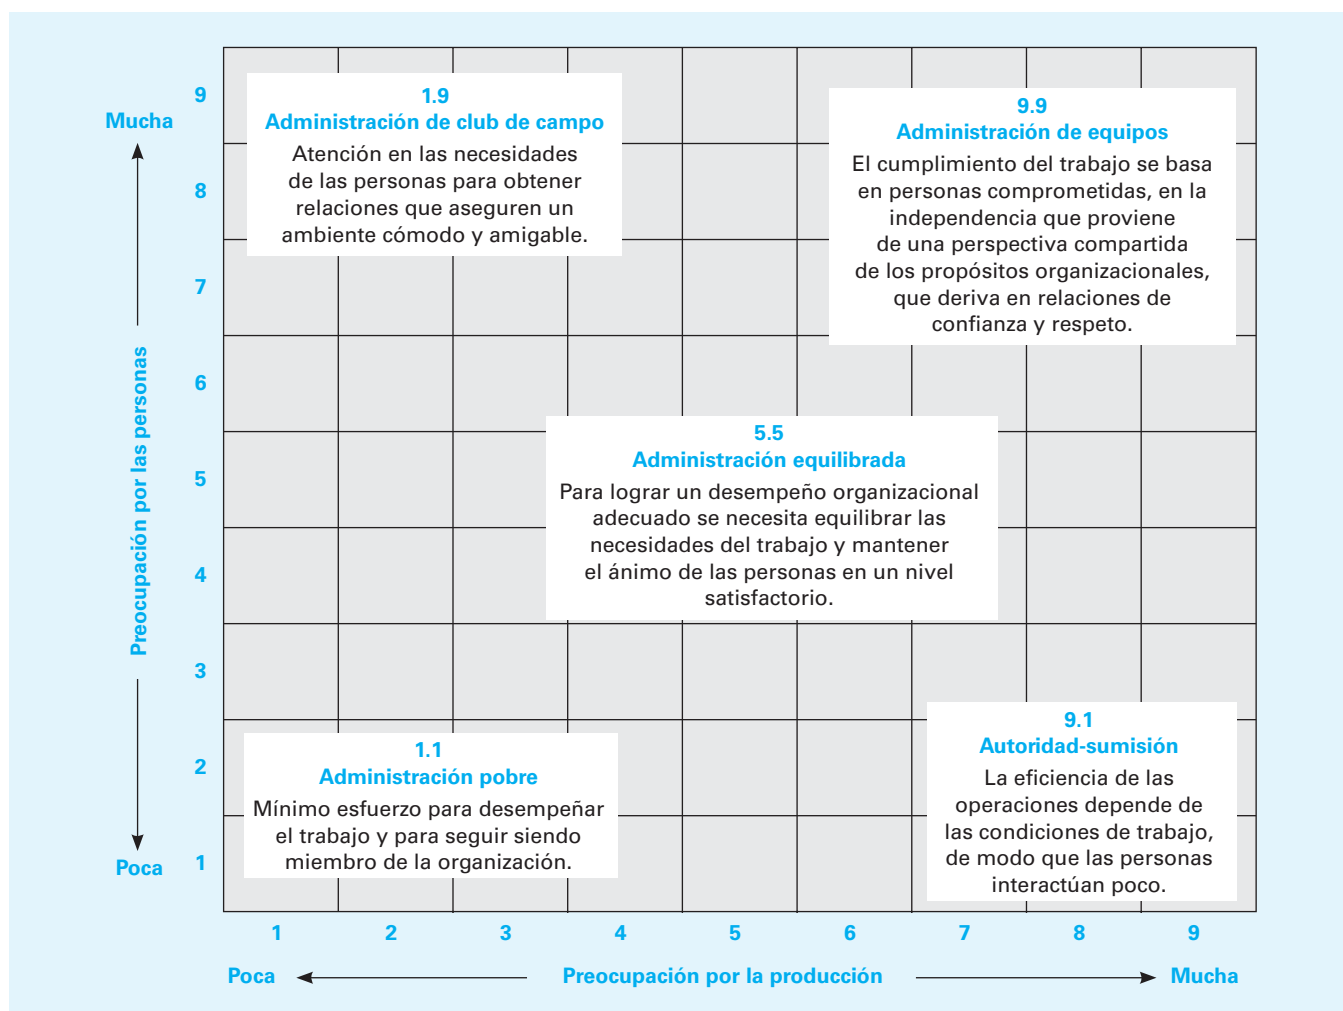 9
Mucha
8
7
6
5
4
3
2
1
Poca
Preocupación por las personas
1.9
Administración de club de campo
Atención en las necesidades
de las personas para obtener
relaciones que aseguren un
ambiente cómodo y amigable.
9.9
Administración de equipos
El cumplimiento del trabajo se basa
en personas comprometidas, en la
independencia que proviene
de una perspectiva compartida
de los propósitos organizacionales,
que deriva en relaciones de
confianza y respeto.
5.5
Administración equilibrada
Para lograr un desempeño organizacional
adecuado se necesita equilibrar las
necesidades del trabajo y mantener
el ánimo de las personas en un nivel
satisfactorio.
1.1
Administración pobre
Mínimo esfuerzo para desempeñar
el trabajo y para seguir siendo
miembro de la organización.
9.1
Autoridad-sumisión
La eficiencia de las
operaciones depende de
las condiciones de trabajo,
de modo que las personas
interactúan poco.
1 2 3 4 5 6 7 8 9
Poca Preocupación por la producción Mucha